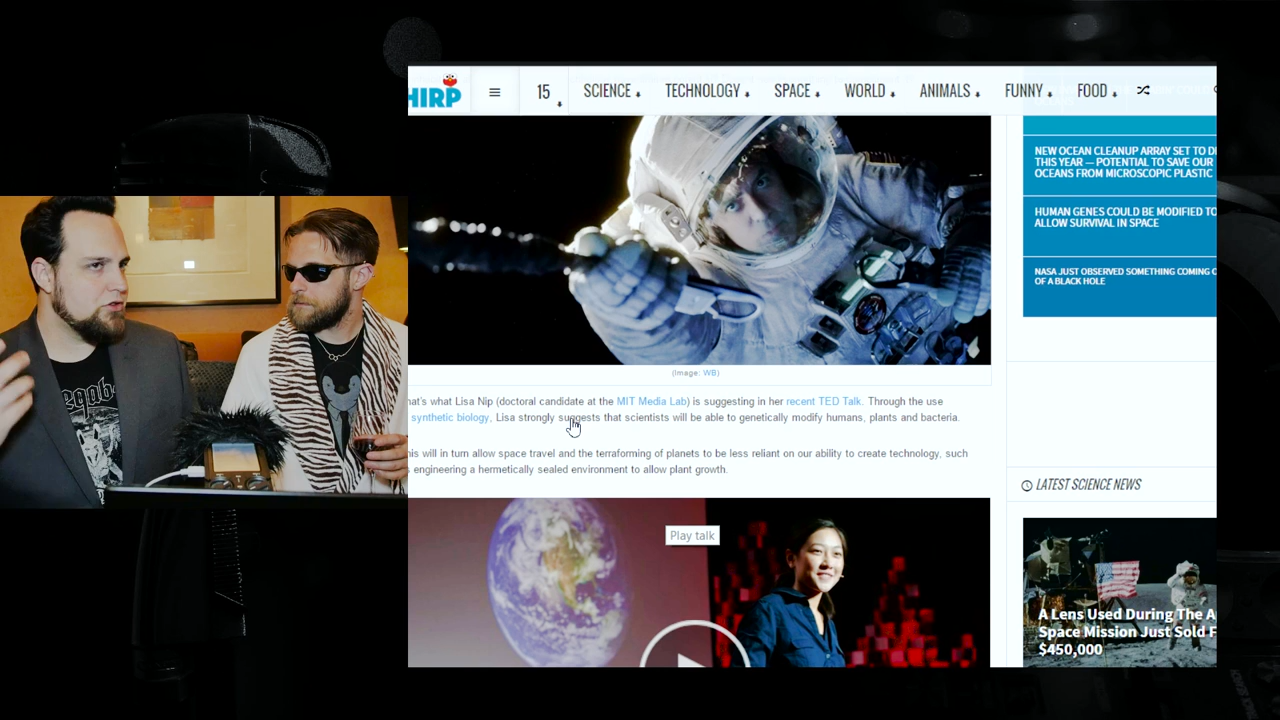 HIRP
15
SCIENCE
TECHNOLOGY
SPACE
WORLD
ANIMALS
FUNNY
FOOD
(Image: WB)
hat's what Lisa Nip (doctoral candidate at the MIT Media Lab) is suggesting in her recent TED Talk. Through the use
synthetic biology, Lisa strongly suggests that scientists will be able to genetically modify humans, plants and bacteria.
his will in turn allow space travel and the terraforming of planets to be less reliant on our ability to create technology, such
s engineering a hermetically sealed environment to allow plant growth.
Play talk
NEW OCEAN CLEANUP ARRAY SET TO D
THIS YEAR — POTENTIAL TO SAVE OUR
OCEANS FROM MICROSCOPIC PLASTIC
HUMAN GENES COULD BE MODIFIED TO
ALLOW SURVIVAL IN SPACE
NASA JUST OBSERVED SOMETHING COMING O
OF A BLACK HOLE
LATEST SCIENCE NEWS
A Lens Used During The A
Space Mission Just Sold F
$450,000